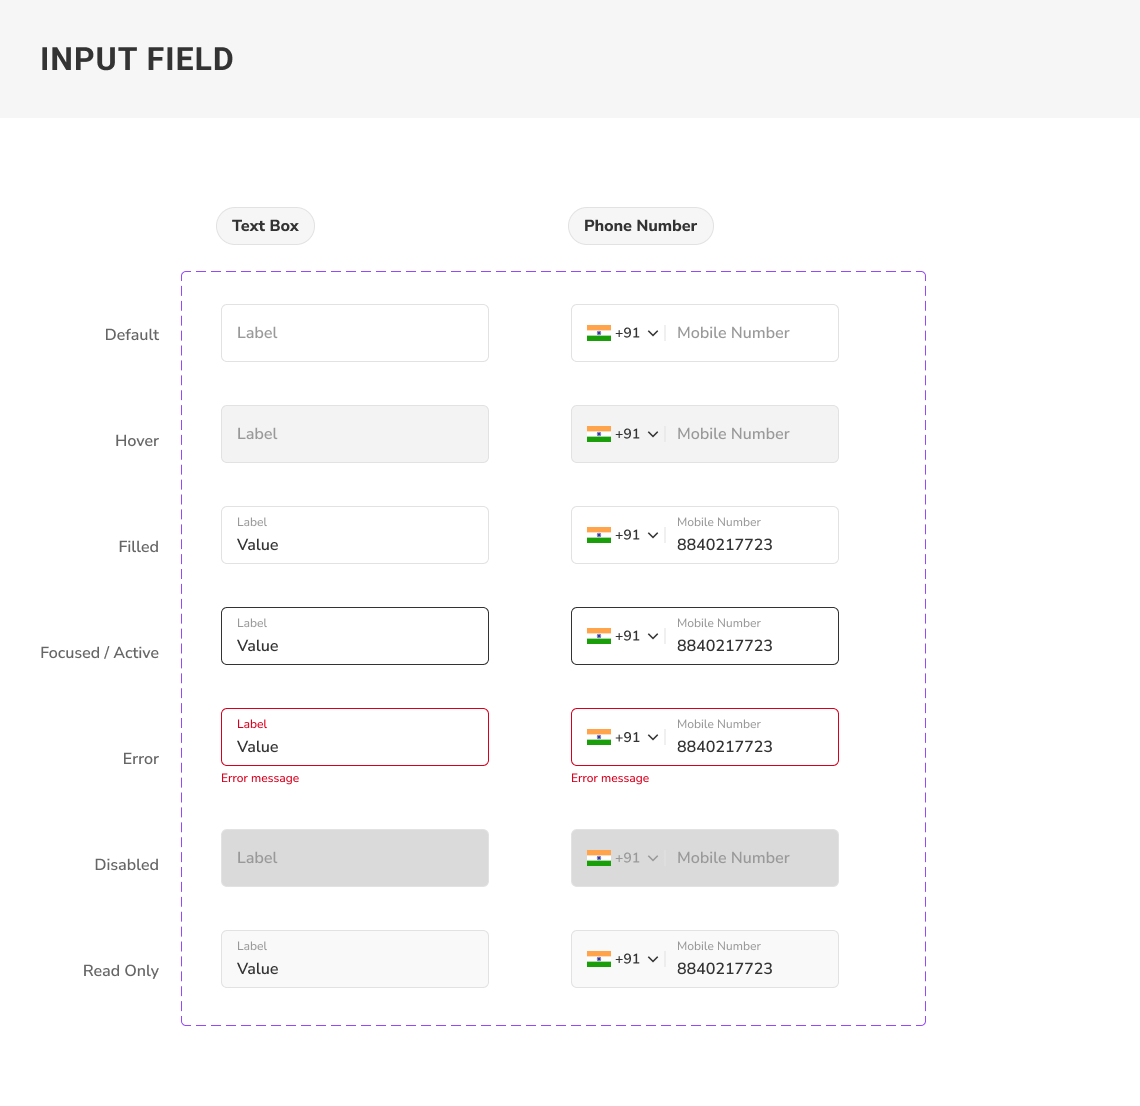 INPUT FIELD
Text Box
Phone Number
Default
Label
+91
Mobile Number
Hover
Label
+91
Mobile Number
Filled
Label
Value
+91
Mobile Number
8840217723
Focused / Active
Label
Value
+91
Mobile Number
8840217723
Error
Label
Value
Error message
+91
Mobile Number
8840217723
Error message
Disabled
Label
+91
Mobile Number
Read Only
Label
Value
+91
Mobile Number
8840217723